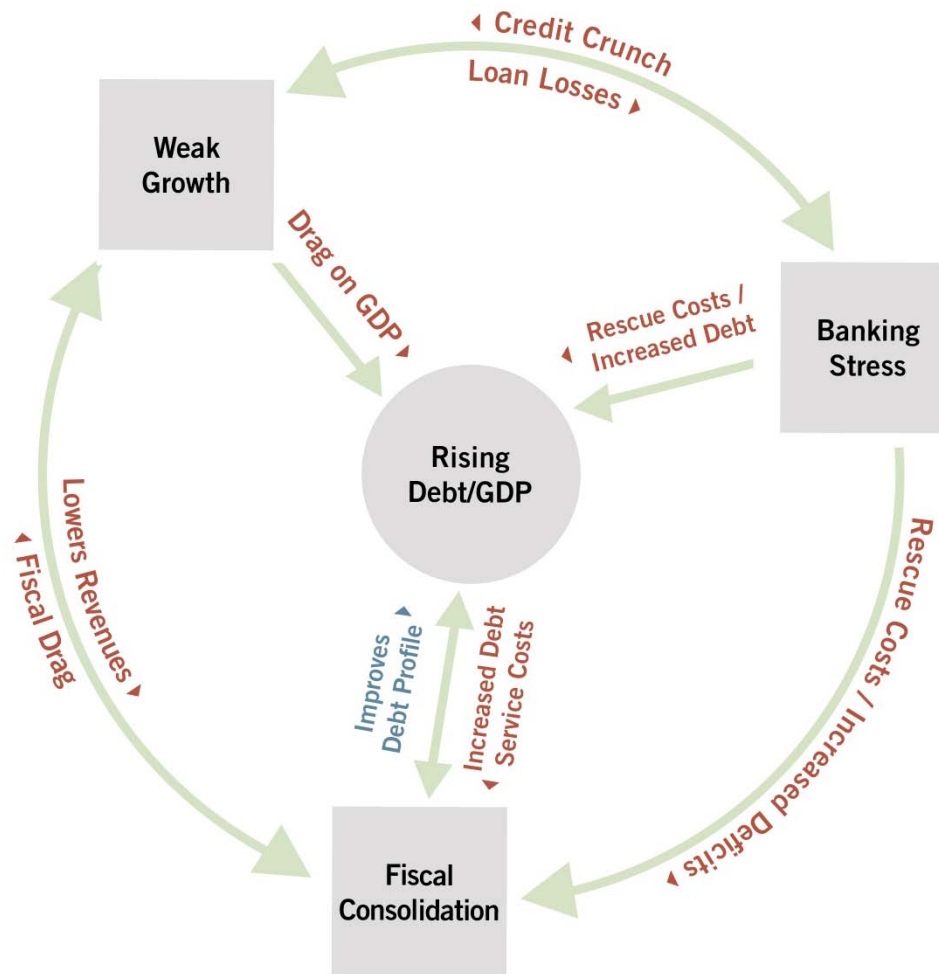 Credit Crunch
Loan Losses
Weak
Growth
Drag on GDP
Rescue Costs /
Increased Debt
Banking
Stress
Rising
Debt/GDP
Lowers Revenues
Fiscal Drag
Improves
Debt Profile
Increased Debt
Service Costs
Rescue Costs / Increased Deficits
Fiscal
Consolidation